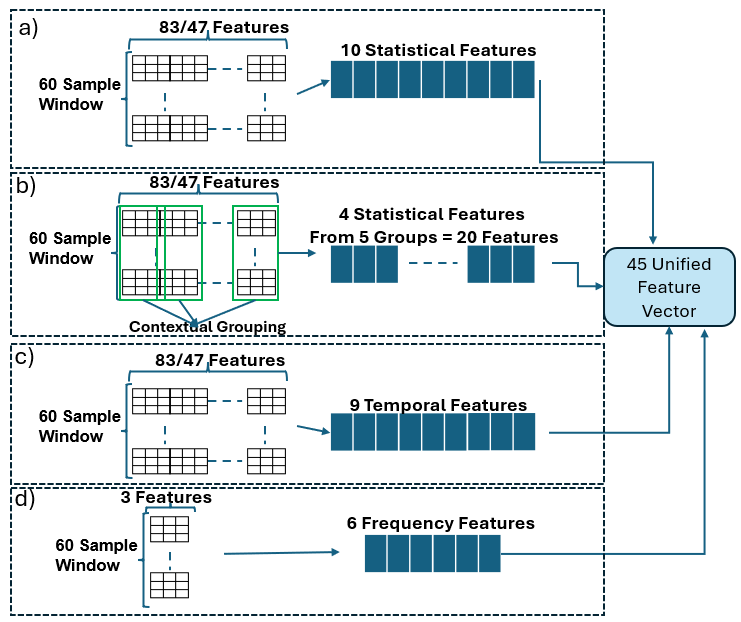 a)
83/47 Features
60 Sample
Window
10 Statistical Features
b)
83/47 Features
60 Sample
Window
4 Statistical Features
From 5 Groups = 20 Features
Contextual Grouping
45 Unified
Feature
Vector
c)
83/47 Features
60 Sample
Window
9 Temporal Features
d)
3 Features
60 Sample
Window
6 Frequency Features